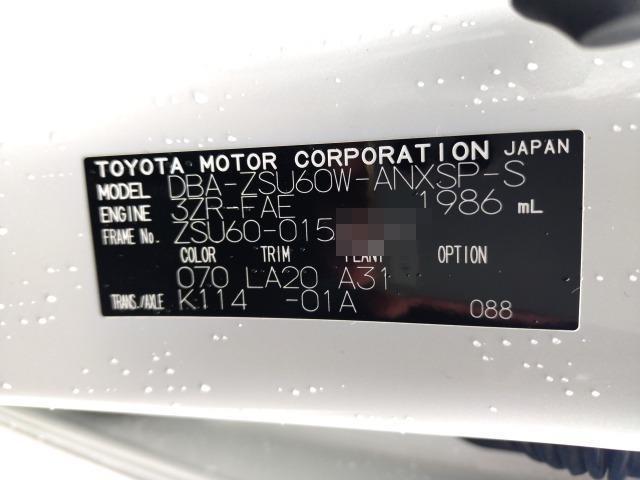 TOYOTA MOTOR CORPORATION JAPAN
MODEL DBA-ZSU60W-ANXSP-S
ENGINE 3ZR-FAE 1986 mL
FRAME No. ZSU60-015
COLOR TRIM PLANT OPTION
070 LA20 A31
TRANS./AXLE K114 -01A 088